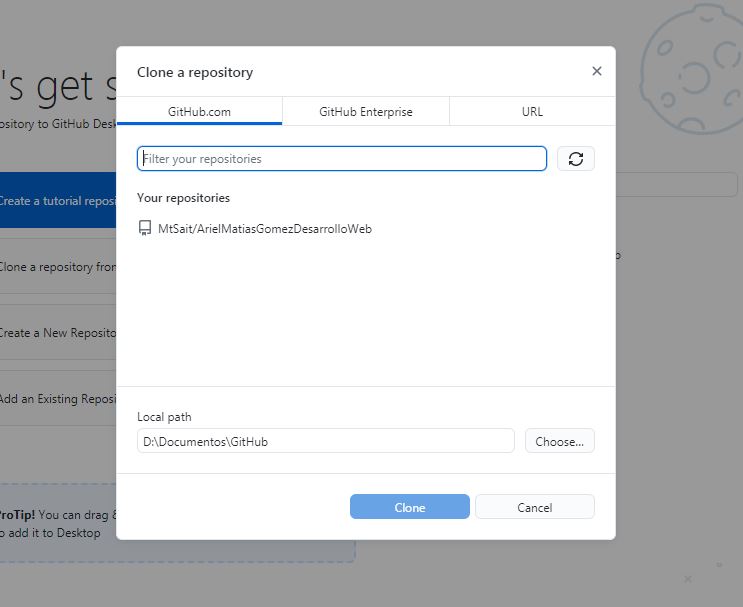 Clone a repository
's get s
GitHub.com
GitHub Enterprise
URL
ository to GitHub Desk
Filter your repositories
Your repositories
Create a tutorial reposi
MtSait/ArielMatiasGomezDesarrolloWeb
Clone a repository from
Create a New Reposito
Add an Existing Reposi
Local path
D:\Documentos\GitHub
Choose...
Clone
Cancel
ProTip! You can drag &
o add it to Desktop